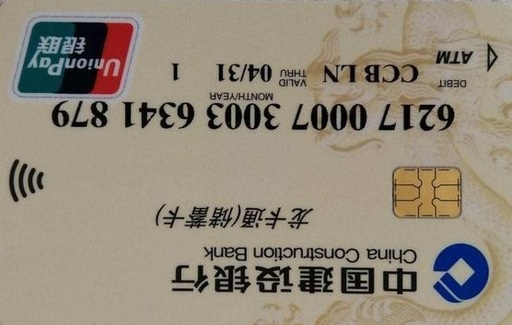 中国建设银行
China Construction Bank
龙卡通(储蓄卡)
6217 0007 3003 6341 879
MONTH/YEAR
DEBIT CCB LN VALID THRU 04/31 1
ATM
UnionPay
银联